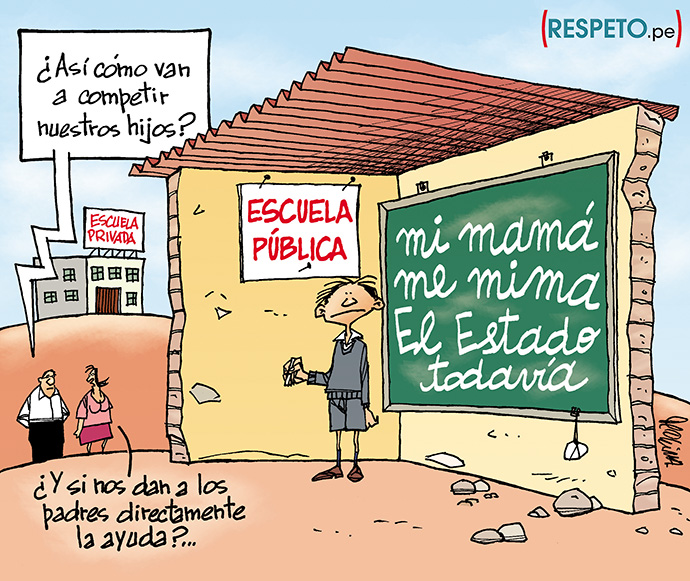 (RESPETO.pe)
¿Así cómo van
a competir
nuestros hijos?
ESCUELA
PRIVADA
ESCUELA
PÚBLICA
mi mamá
me mima
El Estado
todavía
¿Y si nos dan a los
padres directamente
la ayuda?...